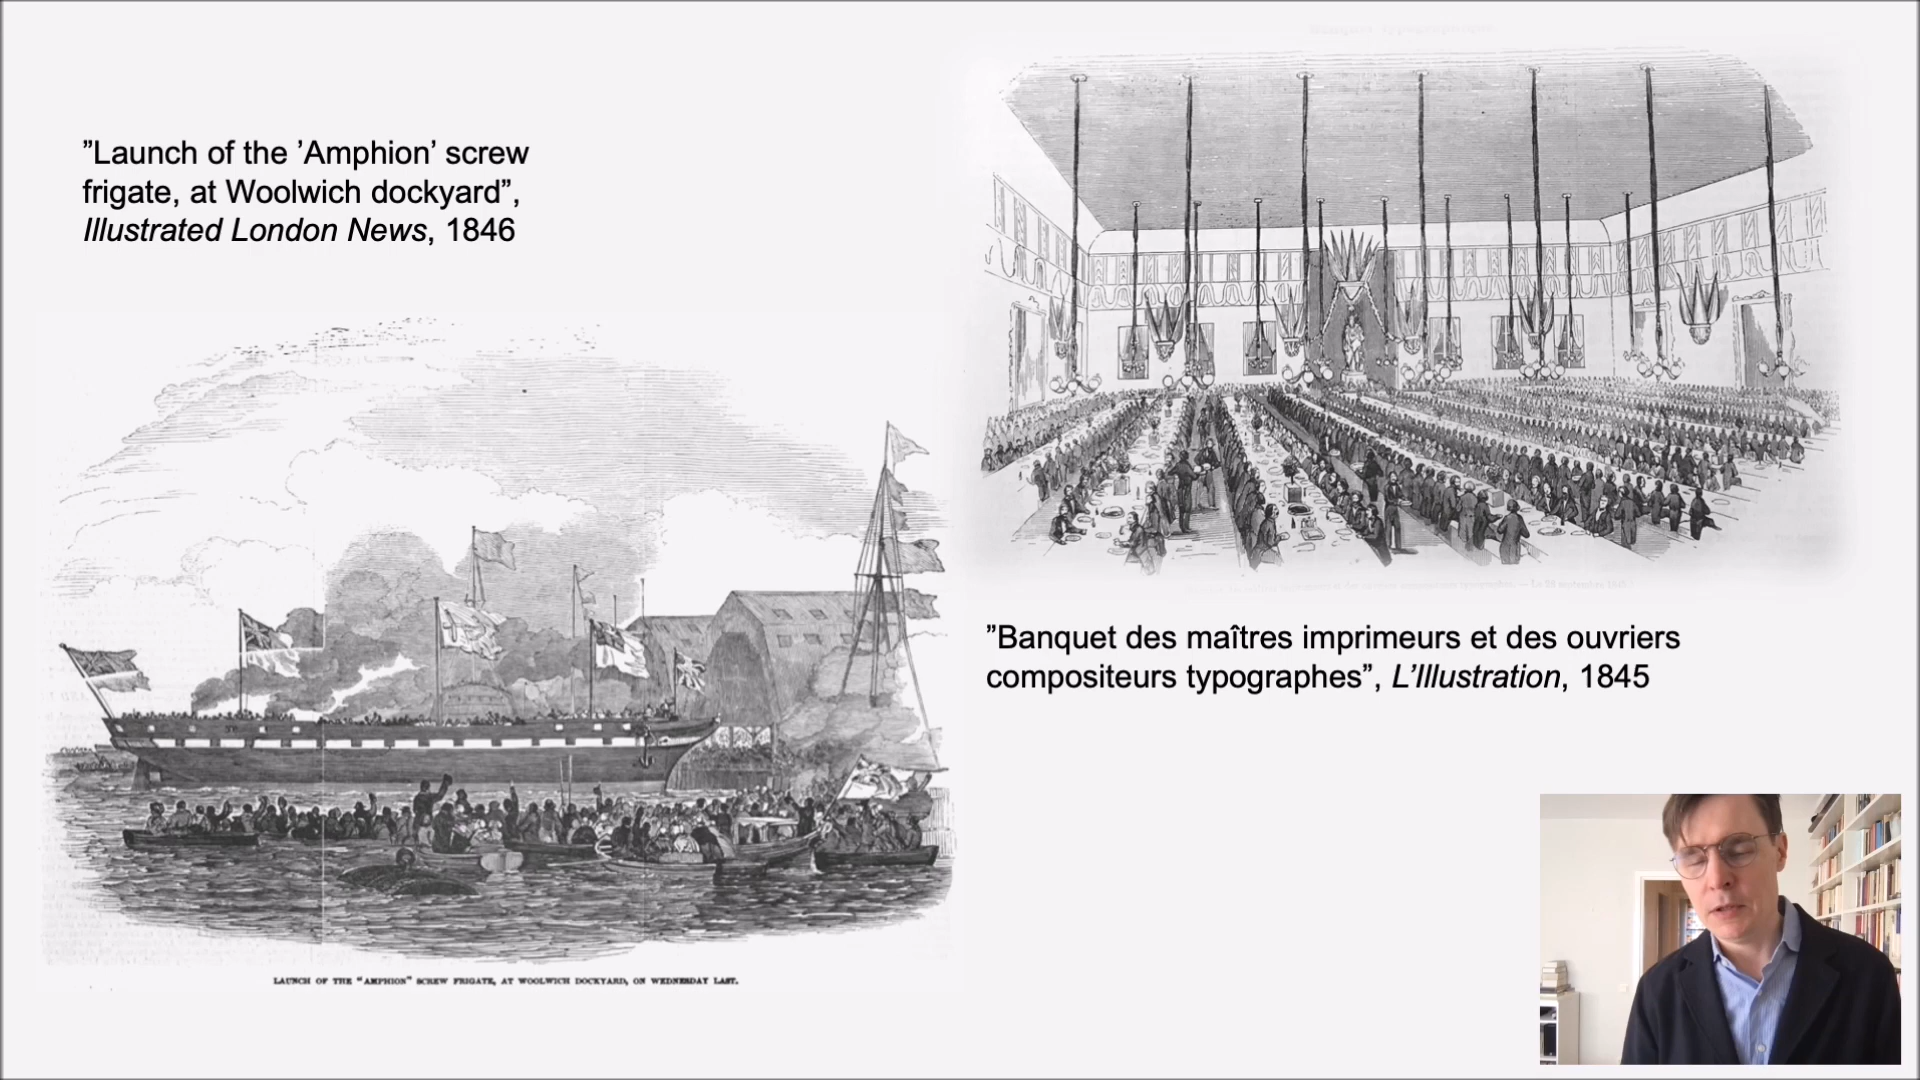 ”Launch of the ’Amphion’ screw
frigate, at Woolwich dockyard”,
Illustrated London News, 1846
LAUNCH OF THE "AMPHION" SCREW FRIGATE, AT WOOLWICH DOCKYARD, ON WEDNESDAY LAST.
”Banquet des maîtres imprimeurs et des ouvriers
compositeurs typographes”, L’Illustration, 1845